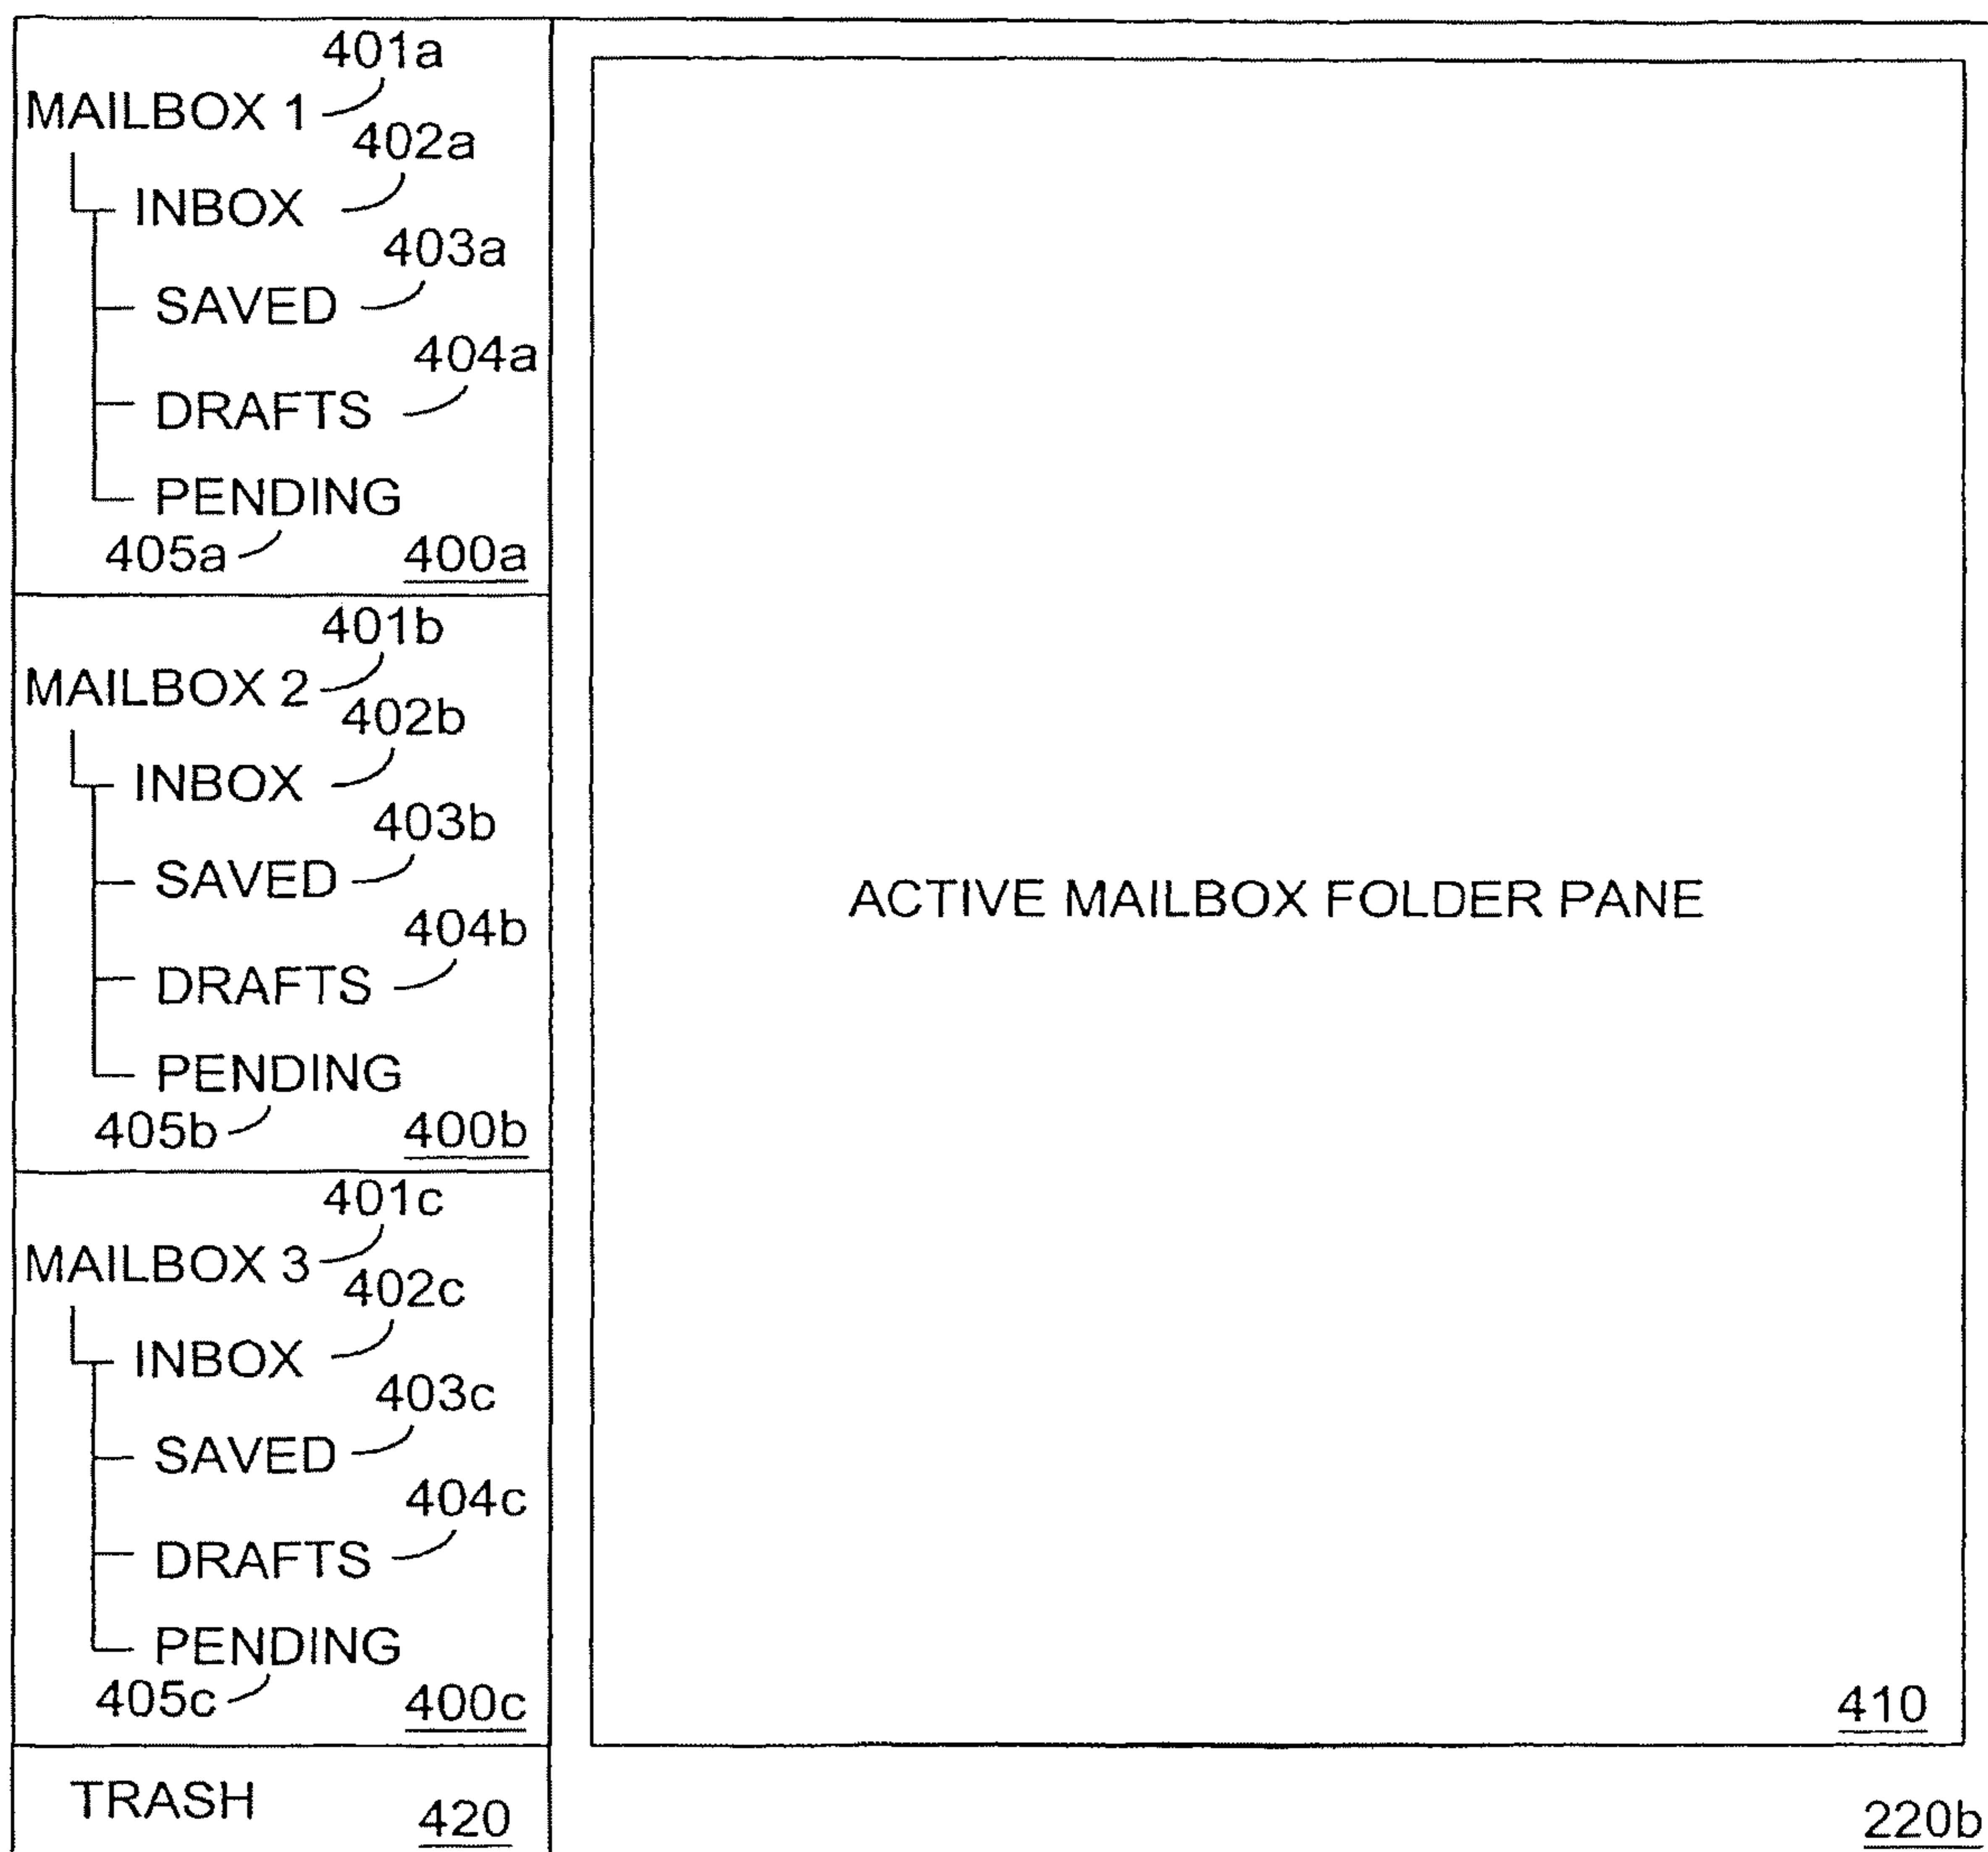 401a
MAILBOX 1
402a
INBOX
403a
SAVED
404a
DRAFTS
PENDING
405a
400a
401b
MAILBOX 2
402b
INBOX
403b
SAVED
404b
DRAFTS
PENDING
405b
400b
401c
MAILBOX 3
402c
INBOX
403c
SAVED
404c
DRAFTS
PENDING
405c
400c
TRASH
420
ACTIVE MAILBOX FOLDER PANE
410
220b